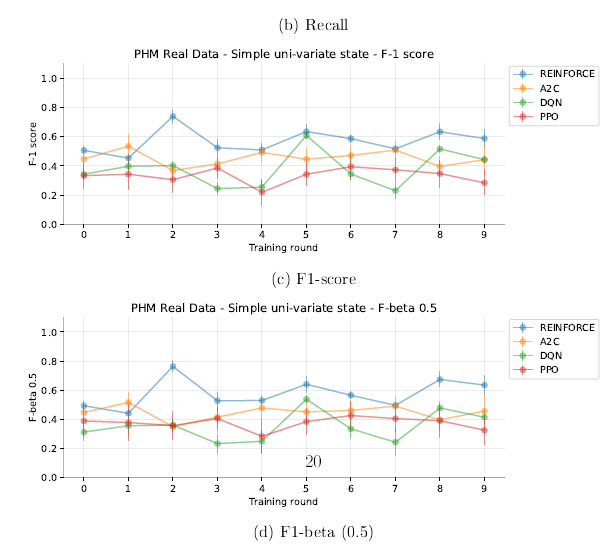 (b) Recall
PHM Real Data - Simple uni-variate state - F-1 score
REINFORCE
A2C
DQN
PPO
1.0
0.8
0.6
0.4
0.2
0.0
F-1 score
0 1 2 3 4 5 6 7 8 9
Training round
(c) F1-score
PHM Real Data - Simple uni-variate state - F-beta 0.5
REINFORCE
A2C
DQN
PPO
1.0
0.8
0.6
0.4
0.2
0.0
F-beta 0.5
20
0 1 2 3 4 5 6 7 8 9
Training round
(d) F1-beta (0.5)